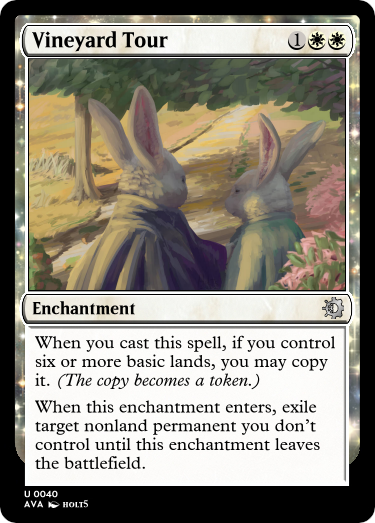 Vineyard Tour 1
Enchantment
When you cast this spell, if you control
six or more basic lands, you may copy
it. (The copy becomes a token.)
When this enchantment enters, exile
target nonland permanent you don't
control until this enchantment leaves
the battlefield.
U 0040
AVA HOLTS